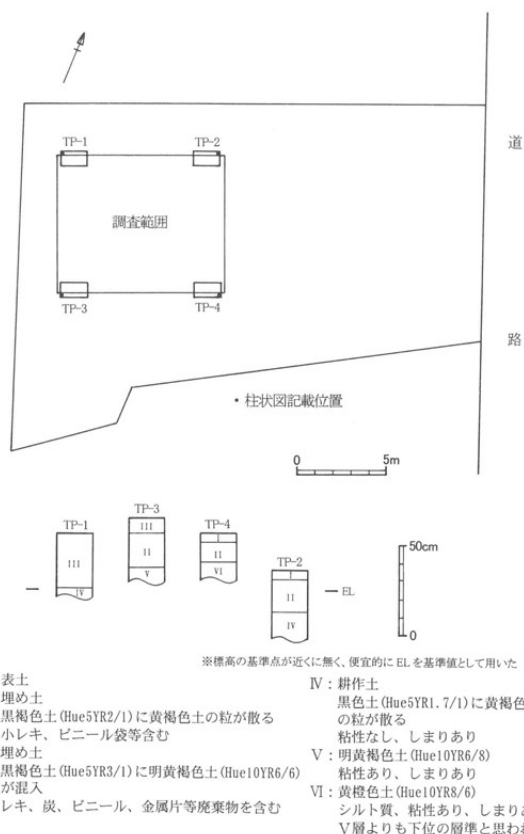 TP-1
TP-2
調査範囲
TP-3
TP-4
道
路
・柱状図記載位置
0 5m
TP-1
TP-3
TP-4
TP-2
III
IV
III
II
V
I
II
VI
I
II
IV
EL
50cm
0
※標高の基準点が近くに無く、便宜的に EL を基準値として用いた
表土
埋め土
黒褐色土(Hue5YR2/1)に黄褐色土の粒が散る
小レキ、ビニール袋等含む
埋め土
黒褐色土(Hue5YR3/1)に明黄褐色土(Hue10YR6/6)
が混入
レキ、炭、ビニール、金属片等廃棄物を含む
Ⅳ：耕作土
黒色土(Hue5YR1.7/1)に黄褐色
の粒が散る
粘性なし、しまりあり
Ⅴ：明黄褐色土(Hue10YR6/8)
粘性あり、しまりあり
Ⅵ：黄橙色土(Hue10YR8/6)
シルト質、粘性あり、しまりあ
Ⅴ層よりも下位の層準と思わ